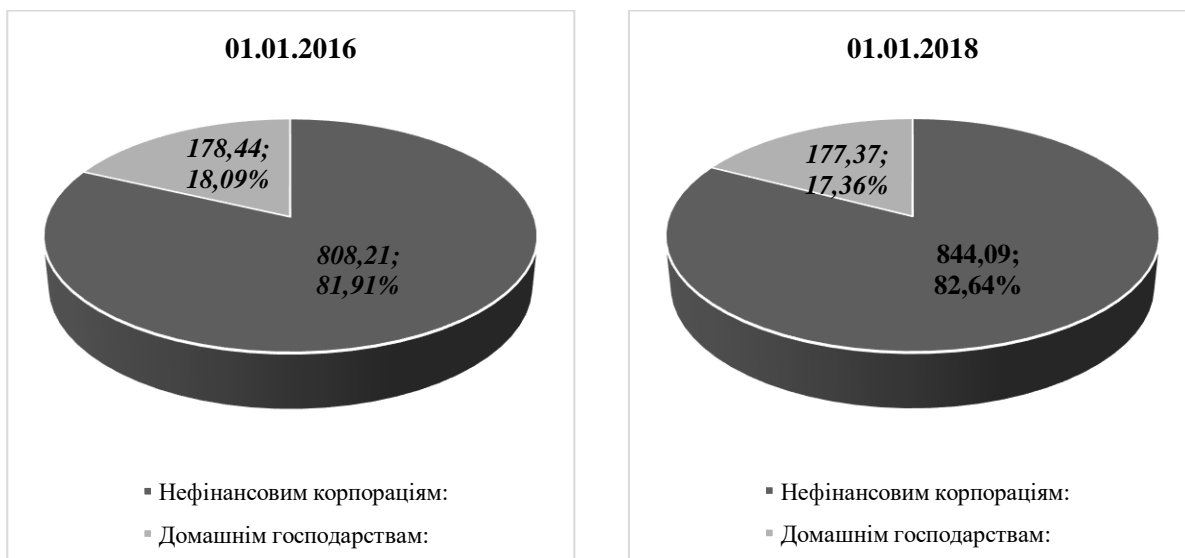 01.01.2016
178,44;
18,09%
808,21;
81,91%
▪ Нефінансовим корпораціям:
▪ Домашнім господарствам:
01.01.2018
177,37;
17,36%
844,09;
82,64%
▪ Нефінансовим корпораціям:
▪ Домашнім господарствам: